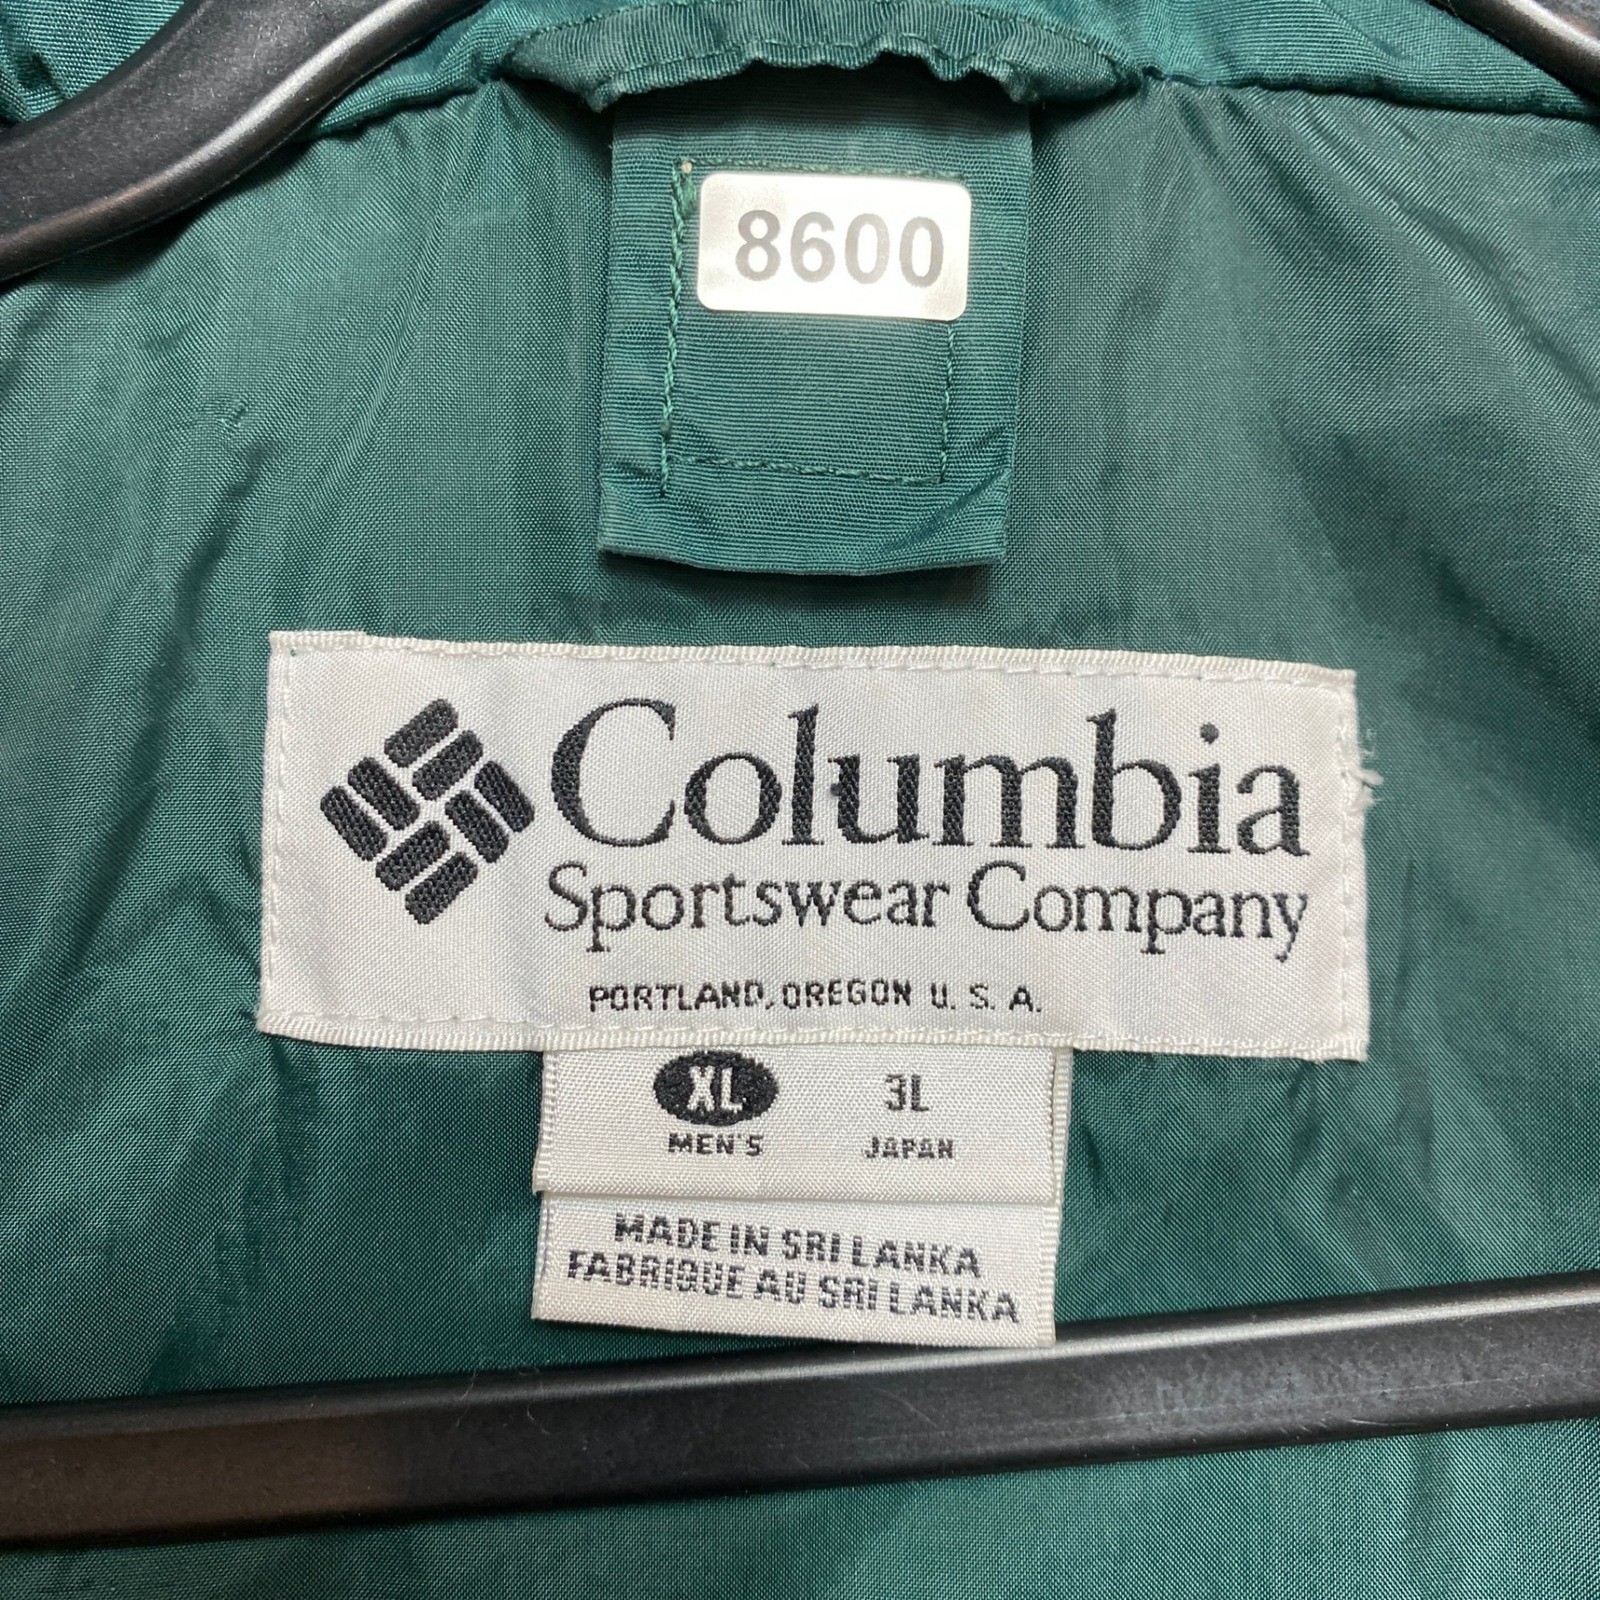 8600
Columbia
Sportswear Company
PORTLAND, OREGON U. S. A.
XL 3L
MEN'S JAPAN
MADE IN SRI LANKA
FABRIQUE AU SRI LANKA